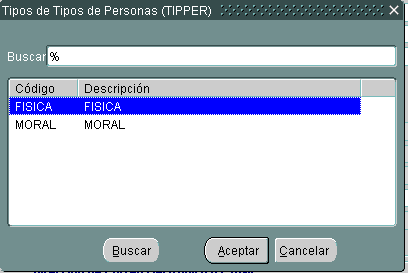 Tipos de Tipos de Personas (TIPPER)
Buscar %
Código Descripción
FISICA FISICA
MORAL MORAL
Buscar Aceptar Cancelar